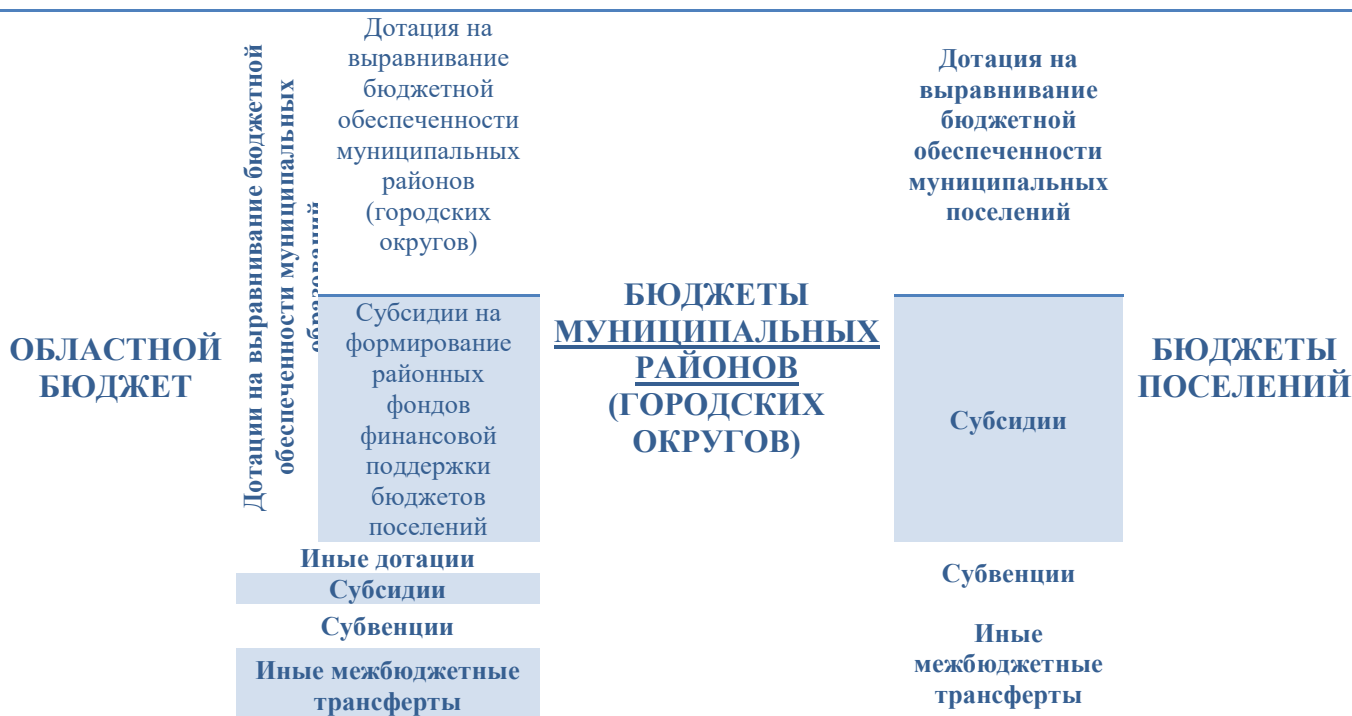 ОБЛАСТНОЙ
БЮДЖЕТ
Дотации на выравнивание бюджетной
обеспеченности муниципальных
образований
Дотация на
выравнивание
бюджетной
обеспеченности
муниципальных
районов
(городских
округов)
Субсидии на
формирование
районных
фондов
финансовой
поддержки
бюджетов
поселений
Иные дотации
Субсидии
Субвенции
Иные межбюджетные
трансферты
БЮДЖЕТЫ
МУНИЦИПАЛЬНЫХ
РАЙОНОВ
(ГОРОДСКИХ
ОКРУГОВ)
Дотация на
выравнивание
бюджетной
обеспеченности
муниципальных
поселений
Субсидии
Субвенции
Иные
межбюджетные
трансферты
БЮДЖЕТЫ
ПОСЕЛЕНИЙ